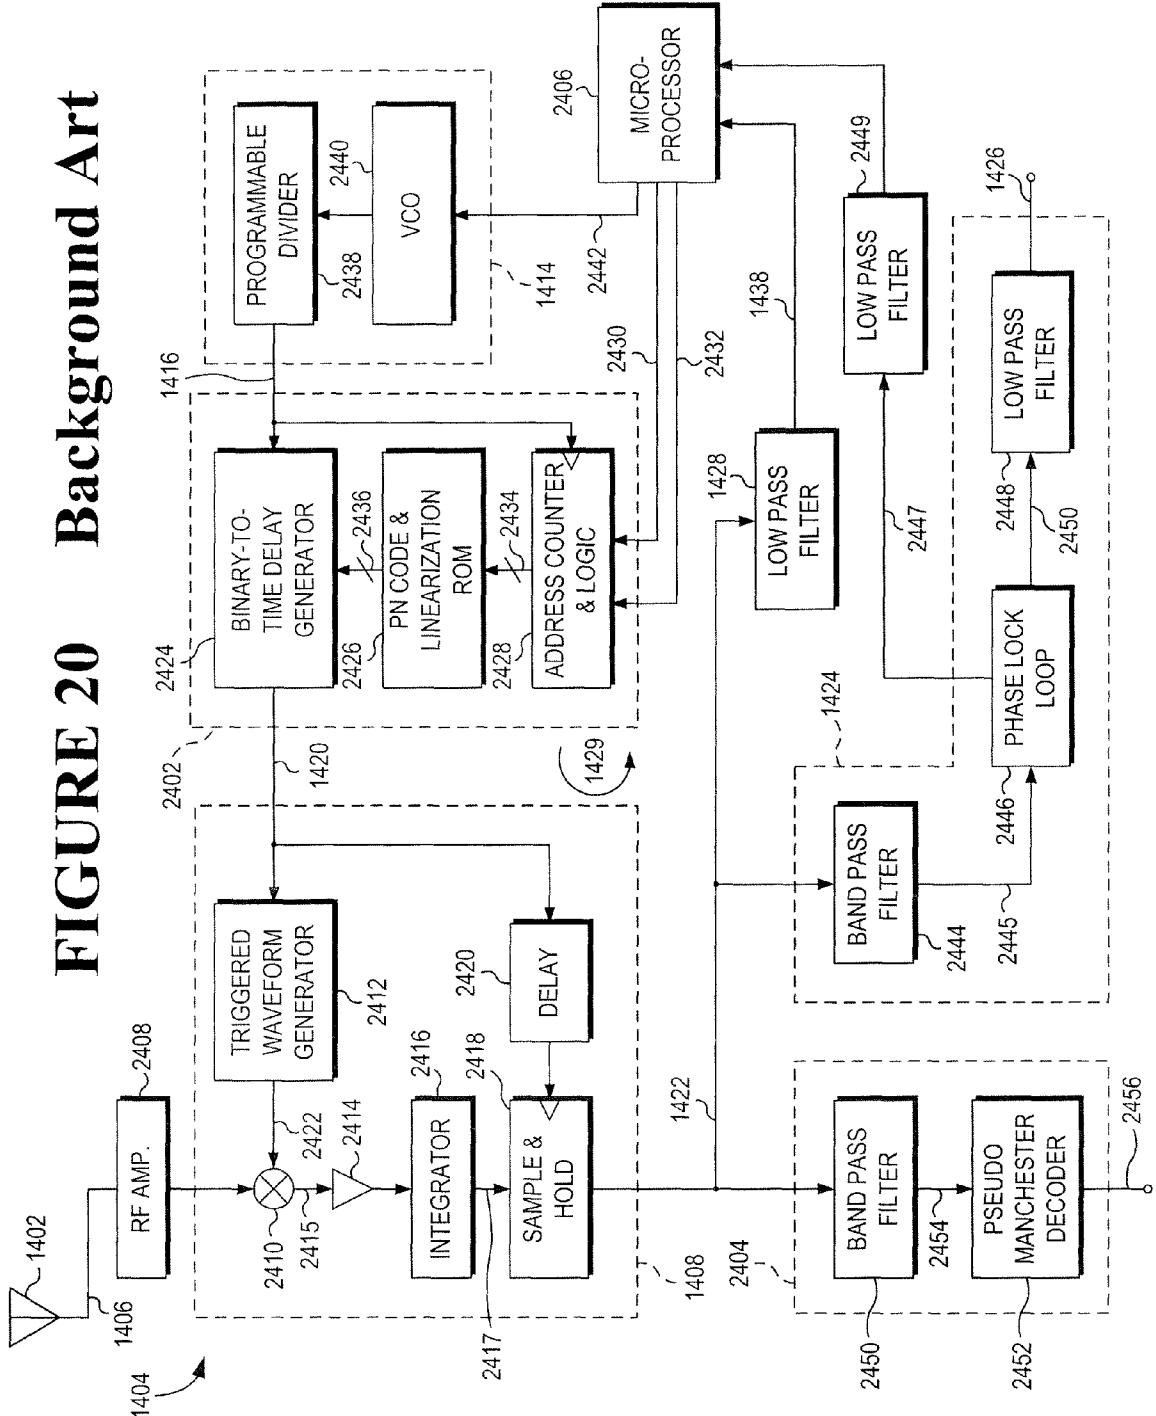 FIGURE 20 Background Art
1402
1406
1404
RF AMP.
2408
2410
2422
2415
2414
TRIGGERED
WAVEFORM
GENERATOR
2412
INTEGRATOR
2416
2417
SAMPLE &
HOLD
2418
DELAY
2420
1408
1420
1429
2402
BINARY-TO-
TIME DELAY
GENERATOR
2424
2436
PN CODE &
LINEARIZATION
ROM
2426
2434
ADDRESS COUNTER
& LOGIC
2428
1416
PROGRAMMABLE
DIVIDER
2438
VCO
2440
1414
2442
2430
2432
MICRO-
PROCESSOR
2406
1422
LOW PASS
FILTER
1428
1438
2404
BAND PASS
FILTER
2450
2454
PSEUDO
MANCHESTER
DECODER
2452
2456
1424
BAND PASS
FILTER
2444
2445
PHASE LOCK
LOOP
2446
2447
LOW PASS
FILTER
2449
2450
LOW PASS
FILTER
2448
1426